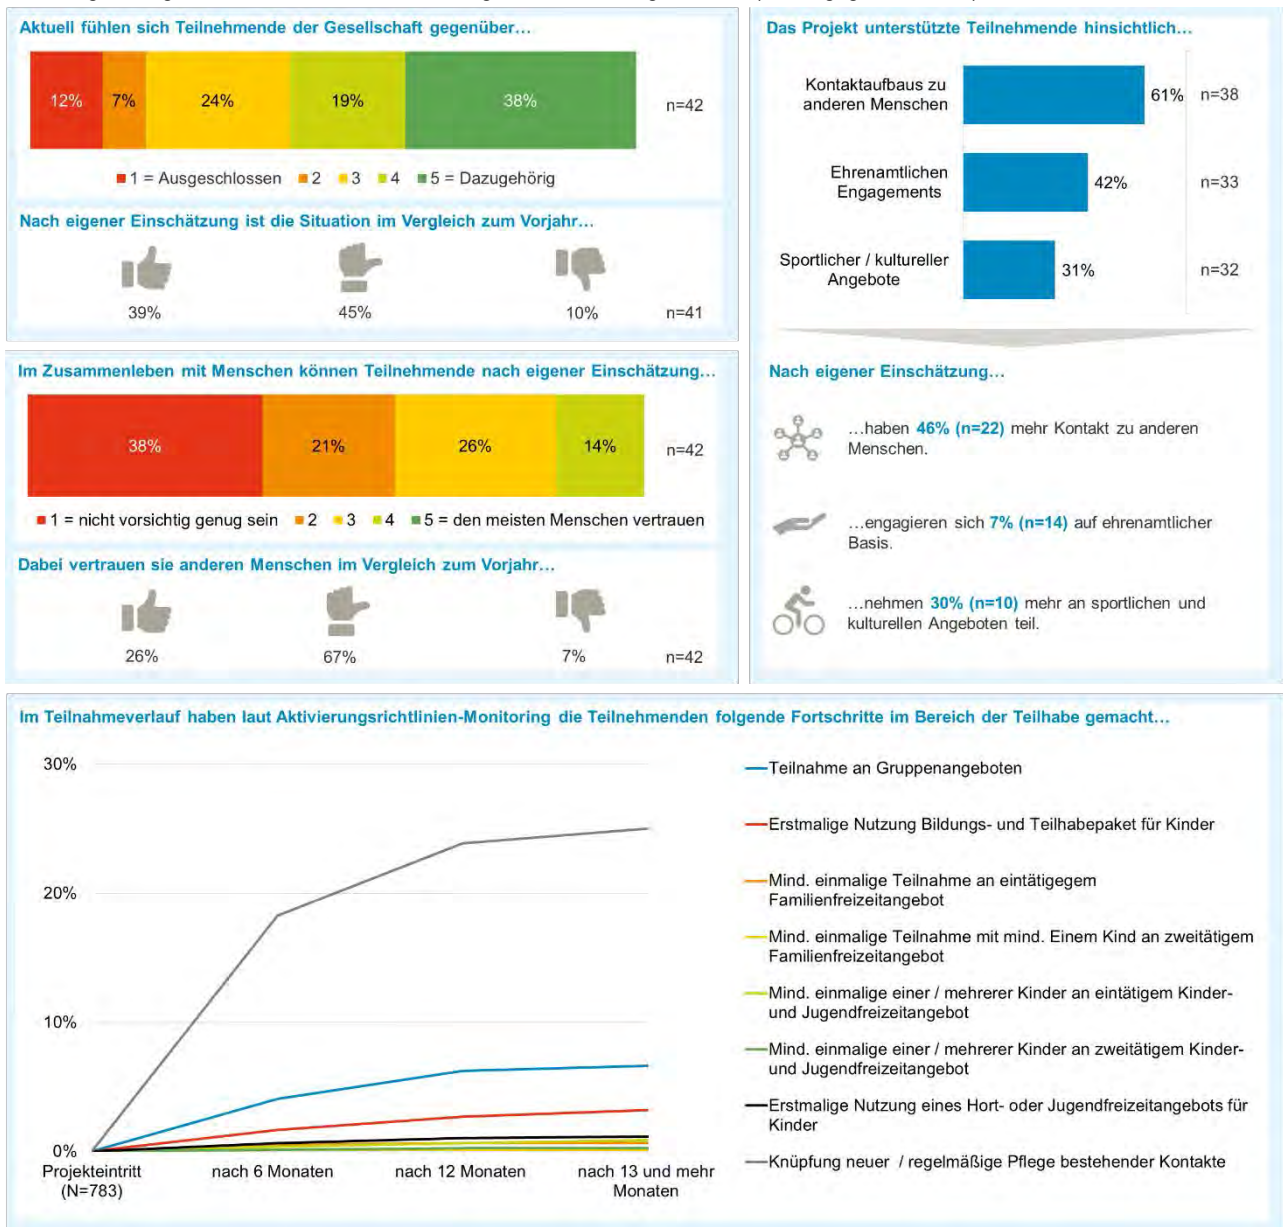 Aktuell fühlen sich Teilnehmende der Gesellschaft gegenüber…
12% 7% 24% 19% 38% n=42
1 = Ausgeschlossen 2 3 4 5 = Dazugehörig
Nach eigener Einschätzung ist die Situation im Vergleich zum Vorjahr…
39% 45% 10% n=41
Im Zusammenleben mit Menschen können Teilnehmende nach eigener Einschätzung…
38% 21% 26% 14% n=42
1 = nicht vorsichtig genug sein 2 3 4 5 = den meisten Menschen vertrauen
Dabei vertrauen sie anderen Menschen im Vergleich zum Vorjahr…
26% 67% 7% n=42
Das Projekt unterstützte Teilnehmende hinsichtlich…
Kontaktaufbaus zu
anderen Menschen
61% n=38
Ehrenamtlichen
Engagements
42% n=33
Sportlicher / kultureller
Angebote
31% n=32
Nach eigener Einschätzung…
…haben 46% (n=22) mehr Kontakt zu anderen
Menschen.
…engagieren sich 7% (n=14) auf ehrenamtlicher
Basis.
…nehmen 30% (n=10) mehr an sportlichen und
kulturellen Angeboten teil.
Im Teilnahmeverlauf haben laut Aktivierungsrichtlinien-Monitoring die Teilnehmenden folgende Fortschritte im Bereich der Teilhabe gemacht…
30%
20%
10%
0%
Projekteintritt
(N=783)
nach 6 Monaten
nach 12 Monaten
nach 13 und mehr
Monaten
Teilnahme an Gruppenangeboten
Erstmalige Nutzung Bildungs- und Teilhabepaket für Kinder
Mind. einmalige Teilnahme an eintätigegem
Familienfreizeitangebot
Mind. einmalige Teilnahme mit mind. Einem Kind an zweitätigem
Familienfreizeitangebot
Mind. einmalige einer / mehrerer Kinder an eintätigem Kinder-
und Jugendfreizeitangebot
Mind. einmalige einer / mehrerer Kinder an zweitätigem Kinder-
und Jugendfreizeitangebot
Erstmalige Nutzung eines Hort- oder Jugendfreizeitangebots für
Kinder
Knüpfung neuer / regelmäßige Pflege bestehender Kontakte